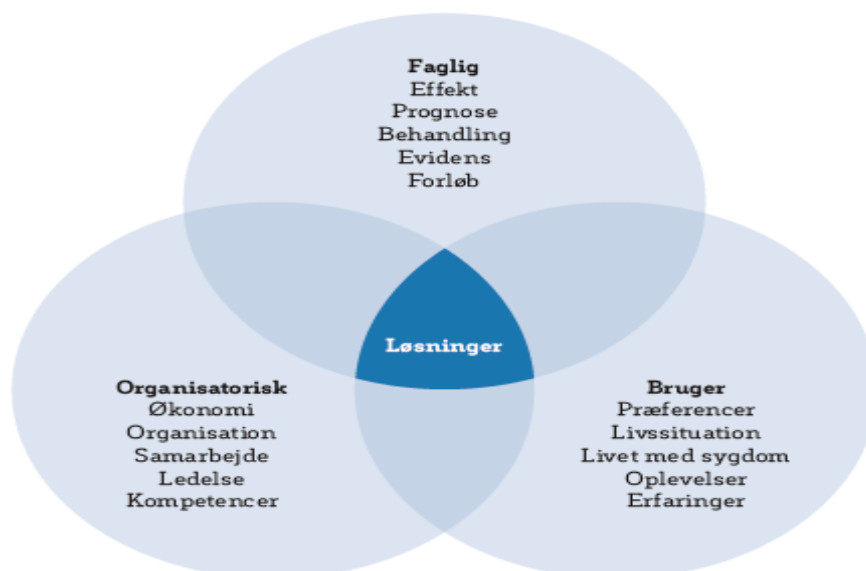 Faglig
Effekt
Prognose
Behandling
Evidens
Forløb
Løsninger
Organisatorisk
Økonomi
Organisation
Samarbejde
Ledelse
Kompetencer
Bruger
Præferencer
Livssituation
Livet med sygdom
Oplevelser
Erfaringer